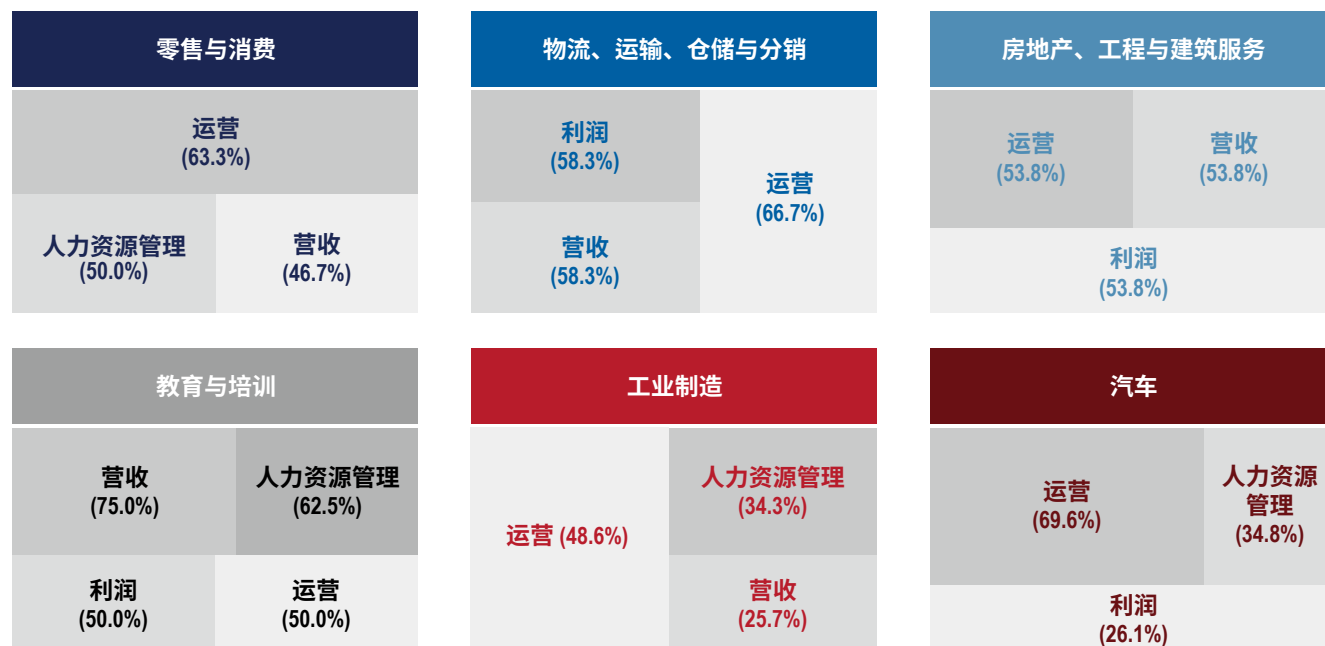 零售与消费
运营
(63.3%)
人力资源管理
(50.0%)
营收
(46.7%)
物流、运输、仓储与分销
利润
(58.3%)
营收
(58.3%)
运营
(66.7%)
房地产、工程与建筑服务
运营
(53.8%)
营收
(53.8%)
利润
(53.8%)
教育与培训
营收
(75.0%)
人力资源管理
(62.5%)
利润
(50.0%)
运营
(50.0%)
工业制造
运营 (48.6%)
人力资源管理
(34.3%)
营收
(25.7%)
汽车
运营
(69.6%)
人力资源
管理
(34.8%)
利润
(26.1%)